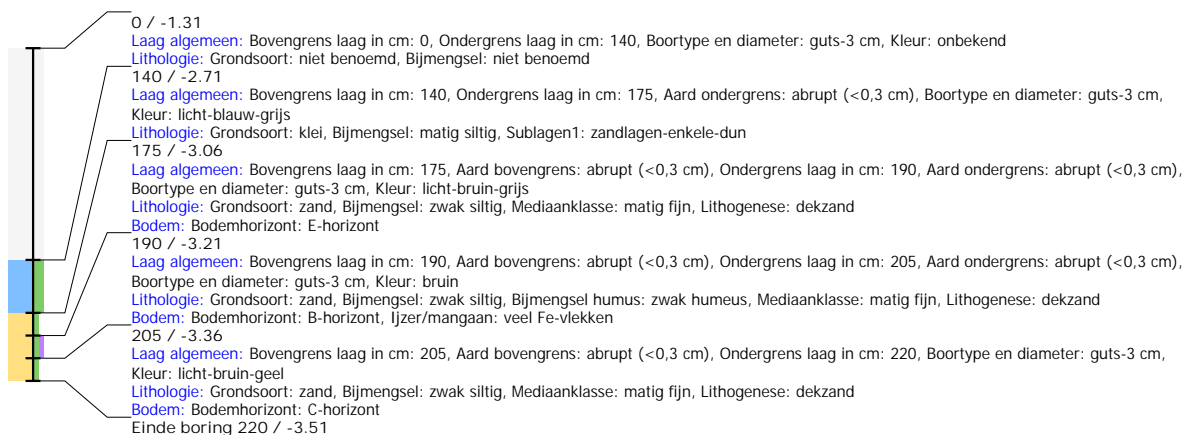 0 / -1.31
Laag algemeen: Bovengrens laag in cm: 0, Ondergrens laag in cm: 140, Boortype en diameter: guts-3 cm, Kleur: onbekend
Lithologie: Grondsoort: niet benoemd, Bijmengsel: niet benoemd
140 / -2.71
Laag algemeen: Bovengrens laag in cm: 140, Ondergrens laag in cm: 175, Aard ondergrens: abrupt (<0,3 cm), Boortype en diameter: guts-3 cm,
Kleur: licht-blauw-grijs
Lithologie: Grondsoort: klei, Bijmengsel: matig siltig, Sublagen1: zandlagen-enkele-dun
175 / -3.06
Laag algemeen: Bovengrens laag in cm: 175, Aard bovengrens: abrupt (<0,3 cm), Ondergrens laag in cm: 190, Aard ondergrens: abrupt (<0,3 cm),
Boortype en diameter: guts-3 cm, Kleur: licht-bruin-grijs
Lithologie: Grondsoort: zand, Bijmengsel: zwak siltig, Mediaanklasse: matig fijn, Lithogenese: dekzand
Bodem: Bodemhorizont: E-horizont
190 / -3.21
Laag algemeen: Bovengrens laag in cm: 190, Aard bovengrens: abrupt (<0,3 cm), Ondergrens laag in cm: 205, Aard ondergrens: abrupt (<0,3 cm),
Boortype en diameter: guts-3 cm, Kleur: bruin
Lithologie: Grondsoort: zand, Bijmengsel: zwak siltig, Bijmengsel humus: zwak humeus, Mediaanklasse: matig fijn, Lithogenese: dekzand
Bodem: Bodemhorizont: B-horizont, Ijzer/mangaan: veel Fe-vlekken
205 / -3.36
Laag algemeen: Bovengrens laag in cm: 205, Aard bovengrens: abrupt (<0,3 cm), Ondergrens laag in cm: 220, Boortype en diameter: guts-3 cm,
Kleur: licht-bruin-geel
Lithologie: Grondsoort: zand, Bijmengsel: zwak siltig, Mediaanklasse: matig fijn, Lithogenese: dekzand
Bodem: Bodemhorizont: C-horizont
Einde boring 220 / -3.51